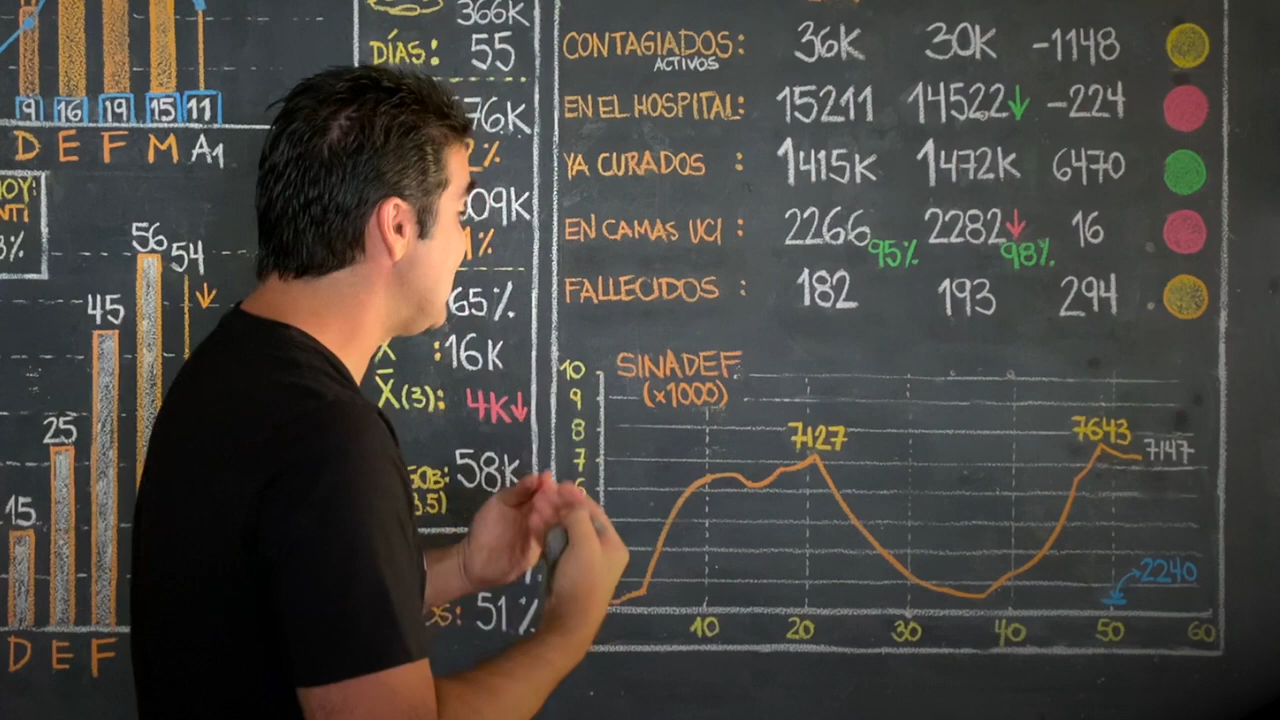 9 16 19 15 11
D E F M A1
HOY:
56
54
45
25
15
D E F
366K
DÍAS: 55
76K
%
09K
1%
65%
X :16K
X(3): 4K
58K
51%
CONTAGIADOS: 36K 30K -1148
ACTIVOS
EN EL HOSPITAL: 15211 14522 -224
YA CURADOS : 1415K 1472K 6470
EN CAMAS UCI : 2266 2282 16
95% 98%
FALLECIDOS : 182 193 294
SINADEF
(x1000)
10
9
8
7
7127
7643
7147
2240
10 20 30 40 50 60